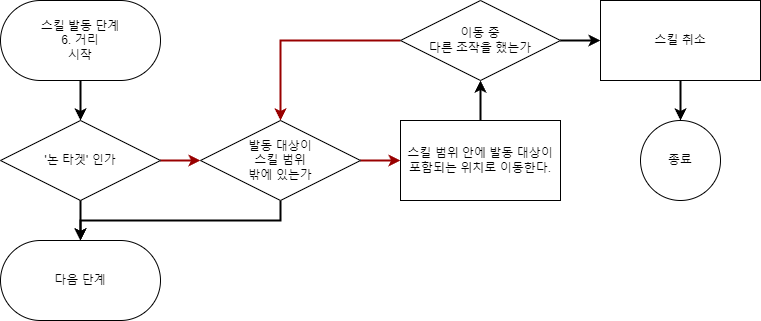 스킬 발동 단계
6. 거리
시작
이동 중
다른 조작을 했는가
스킬 취소
'논 타겟' 인가
발동 대상이
스킬 범위
밖에 있는가
스킬 범위 안에 발동 대상이
포함되는 위치로 이동한다.
종료
다음 단계